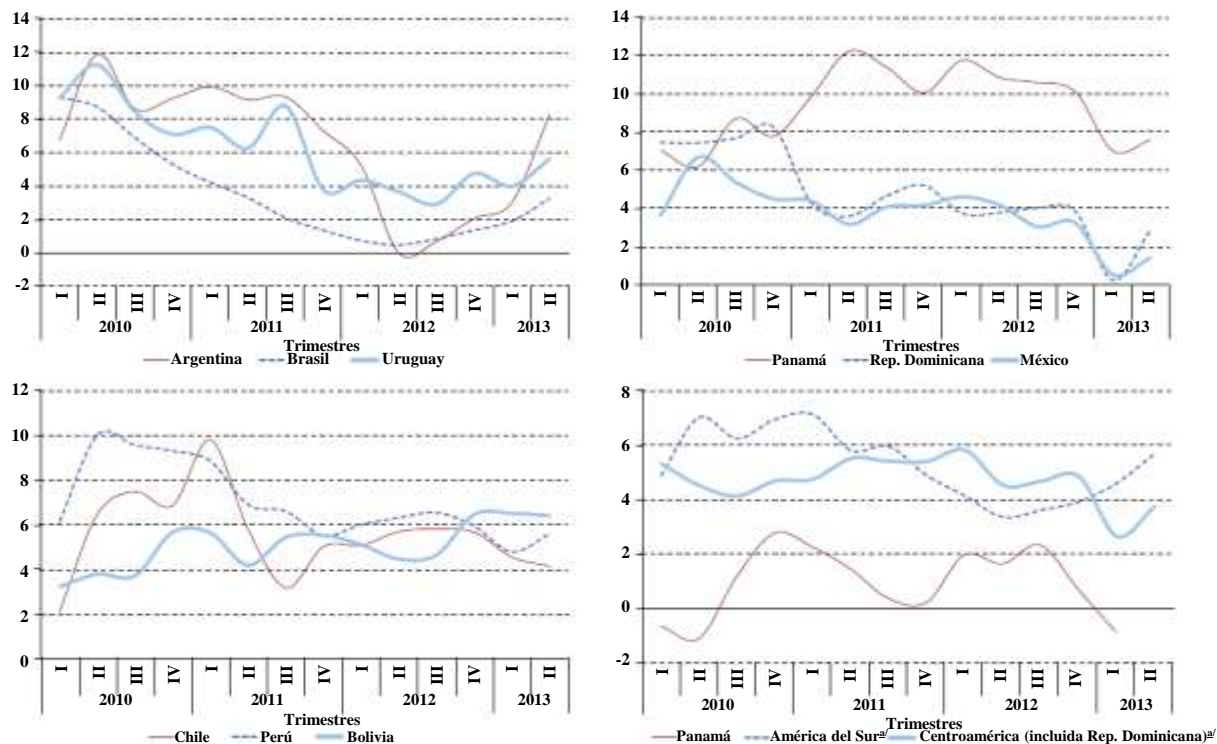 14
12
10
8
6
4
2
0
-2
I II III IV I II III IV I II III IV I II
2010 2011 2012 2013
Trimestres
Argentina Brasil Uruguay
14
12
10
8
6
4
2
0
I II III IV I II III IV I II III IV I II
2010 2011 2012 2013
Trimestres
Panamá Rep. Dominicana México
12
10
8
6
4
2
0
I II III IV I II III IV I II III IV I II
2010 2011 2012 2013
Trimestres
Chile Perú Bolivia
8
6
4
2
0
-2
I II III IV I II III IV I II III IV I II
2010 2011 2012 2013
Trimestres
Panamá América del Sur a/ Centroamérica (incluida Rep. Dominicana) a/